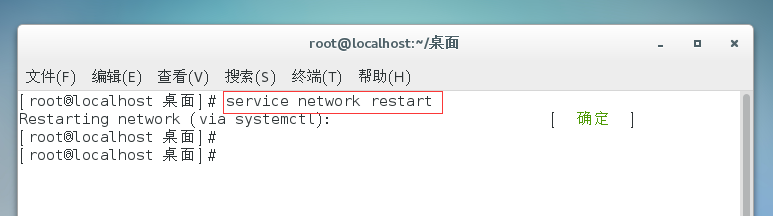 root@localhost:~/桌面
文件(F) 编辑(E) 查看(V) 搜索(S) 终端(T) 帮助(H)
[root@localhost 桌面]# service network restart
Restarting network (via systemctl): [ 确定 ]
[root@localhost 桌面]#
[root@localhost 桌面]#